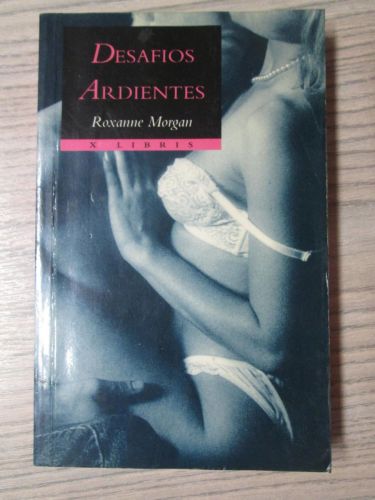 DESAFIOS
ARDIENTES
Roxanne Morgan
X LIBRIS